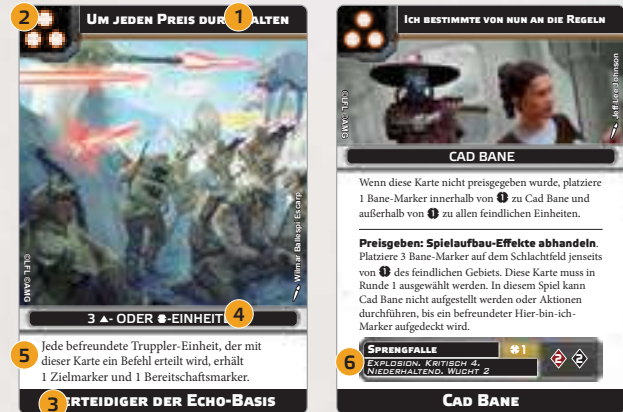 2
UM JEDEN PREIS
1
©LFL ©AMG
Wilmar Ballespi Escarp
3 ▲- ODER -EINHEIT
4
5
Jede befreundete Truppler-Einheit, der mit
dieser Karte ein Befehl erteilt wird, erhält
1 Zielmarker und 1 Bereitschaftsmarker.
3
DER ECHO-BASIS
ICH BESTIMMTE VON NUN AN DIE REGELN
©LFL ©AMG
Jeff Lee Johnson
CAD BANE
Wenn diese Karte nicht preisgegeben wurde, platziere
1 Bane-Marker innerhalb von 1 zu Cad Bane und
außerhalb von 1 zu allen feindlichen Einheiten.
Preisgeben: Spielaufbau-Effekte abhandeln.
Platziere 3 Bane-Marker auf dem Schlachtfeld jenseits
von 1 des feindlichen Gebiets. Diese Karte muss in
Runde 1 ausgewählt werden. In diesem Spiel kann
Cad Bane nicht aufgestellt werden oder Aktionen
durchführen, bis ein befreundeter Hier-bin-ich-
Marker aufgedeckt wird.
6
SPRENGFALLE
1
2 2
EXPLOSION, KRITISCH 4,
NIEDERHALTEND, WUCHT 2
CAD BANE